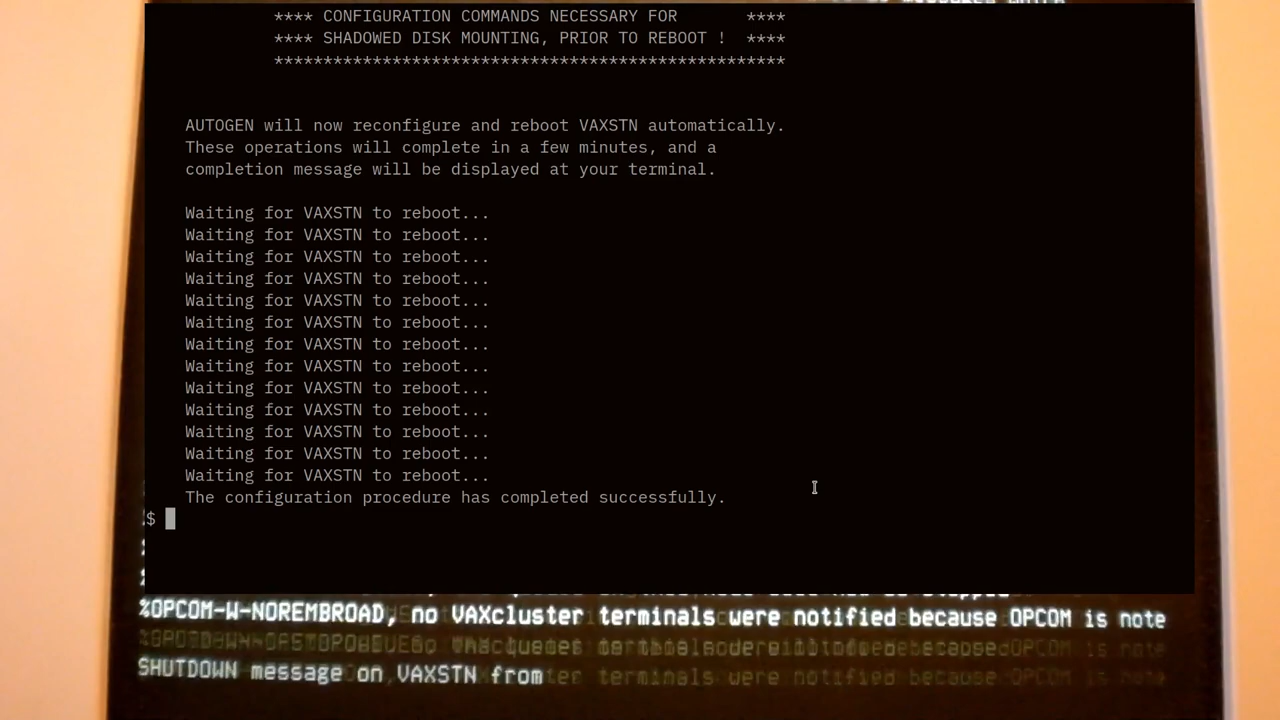 **** CONFIGURATION COMMANDS NECESSARY FOR       ****
**** SHADOWED DISK MOUNTING, PRIOR TO REBOOT !  ****
****************************************************
AUTOGEN will now reconfigure and reboot VAXSTN automatically.
These operations will complete in a few minutes, and a
completion message will be displayed at your terminal.
Waiting for VAXSTN to reboot...
Waiting for VAXSTN to reboot...
Waiting for VAXSTN to reboot...
Waiting for VAXSTN to reboot...
Waiting for VAXSTN to reboot...
Waiting for VAXSTN to reboot...
Waiting for VAXSTN to reboot...
Waiting for VAXSTN to reboot...
Waiting for VAXSTN to reboot...
Waiting for VAXSTN to reboot...
Waiting for VAXSTN to reboot...
Waiting for VAXSTN to reboot...
Waiting for VAXSTN to reboot...
The configuration procedure has completed successfully.
$
%OPCOM-W-NOREMBROAD, no VAXcluster terminals were notified because OPCOM is note
SHUTDOWN message on VAXSTN from